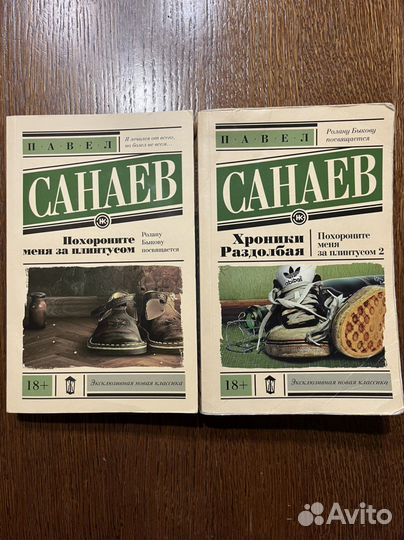 П·А·В·Е·Л
Я лечился от всего,
но болел не всем...
САНАЕВ
Ж
Похороните
меня за плинтусом
Ролану
Быкову
посвящается
18+
Эксклюзивная новая классика
П·А·В·Е·Л
Ролану Быкову
посвящается
САНАЕВ
Ж
Хроники
Раздолбая
Похороните
меня
за плинтусом 2
18+
Эксклюзивная новая классика
Avito